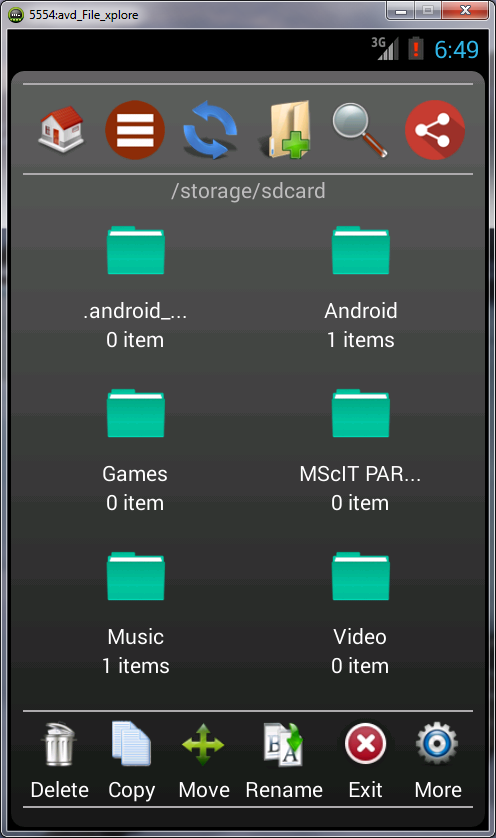 5554:avd_File_xplore
3G 6:49
/storage/sdcard
.android_... Android
0 item 1 items
Games MScIT PAR...
0 item 0 item
Music Video
1 items 0 item
B A
Delete Copy Move Rename Exit More